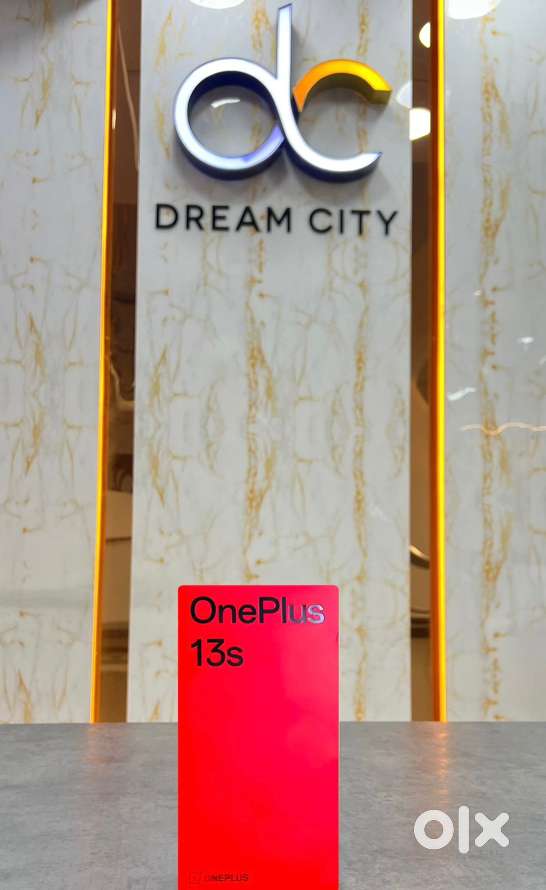 dc
DREAM CITY
OnePlus
13s
ONEPLUS
olx